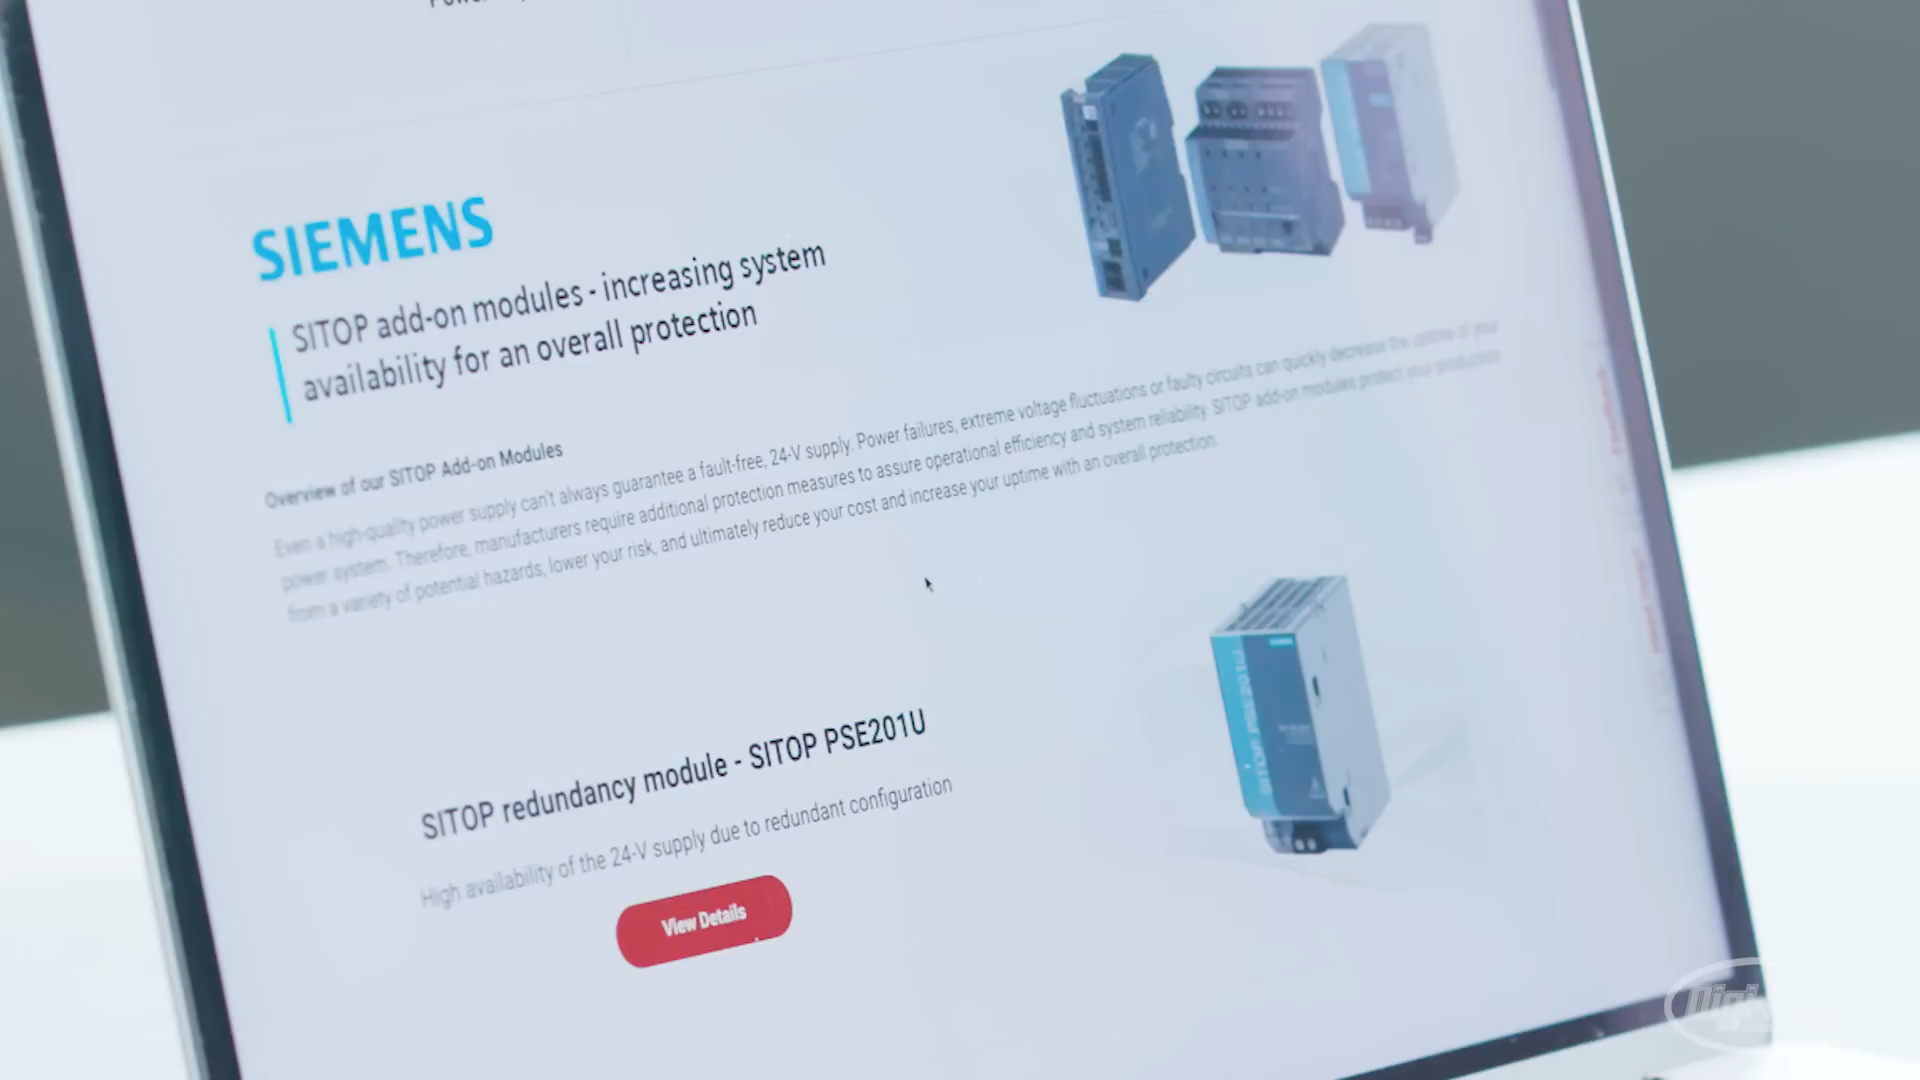 SIEMENS
SITOP add-on modules - increasing system
availability for an overall protection
Overview of our SITOP Add-on Modules
Even a high-quality power supply can't always guarantee a fault-free, 24-V supply. Power failures, extreme voltage fluctuations or faulty circuits can quickly decrease the uptime of your
power system. Therefore, manufacturers require additional protection measures to assure operational efficiency and system reliability. SITOP add-on modules protect your production
from a variety of potential hazards, lower your risk, and ultimately reduce your cost and increase your uptime with an overall protection.
SITOP PSE201U
SITOP redundancy module - SITOP PSE201U
High availability of the 24-V supply due to redundant configuration
View Details
Digi